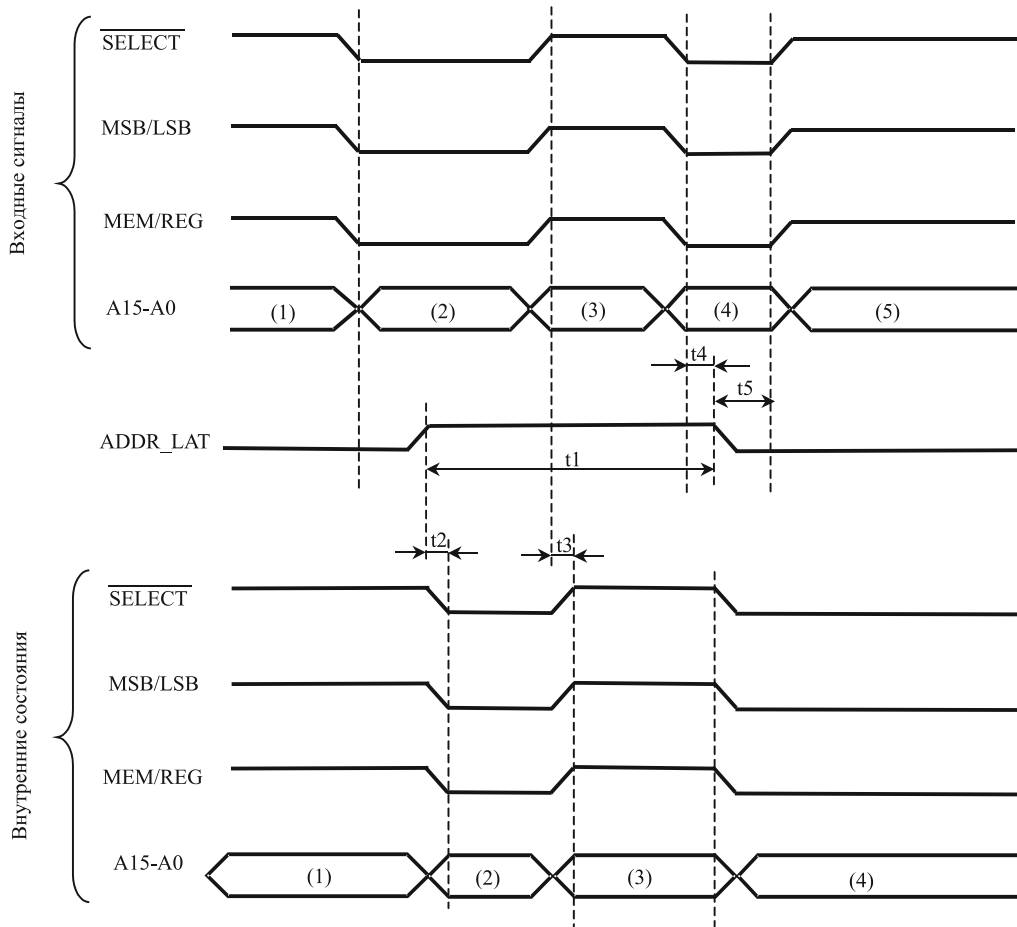 Входные сигналы
SELECT
MSB/LSB
MEM/REG
A15-A0
(1)
(2)
(3)
(4)
(5)
t4
t5
ADDR_LAT
t1
t2
t3
Внутренние состояния
SELECT
MSB/LSB
MEM/REG
A15-A0
(1)
(2)
(3)
(4)